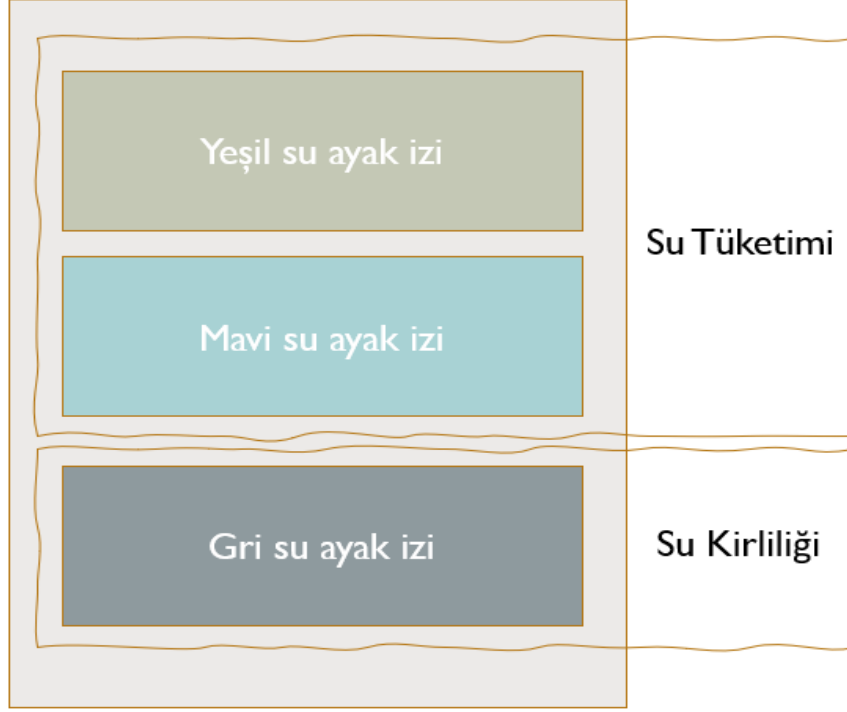 Yeşil su ayak izi
Su Tüketimi
Mavi su ayak izi
Gri su ayak izi
Su Kirliliği